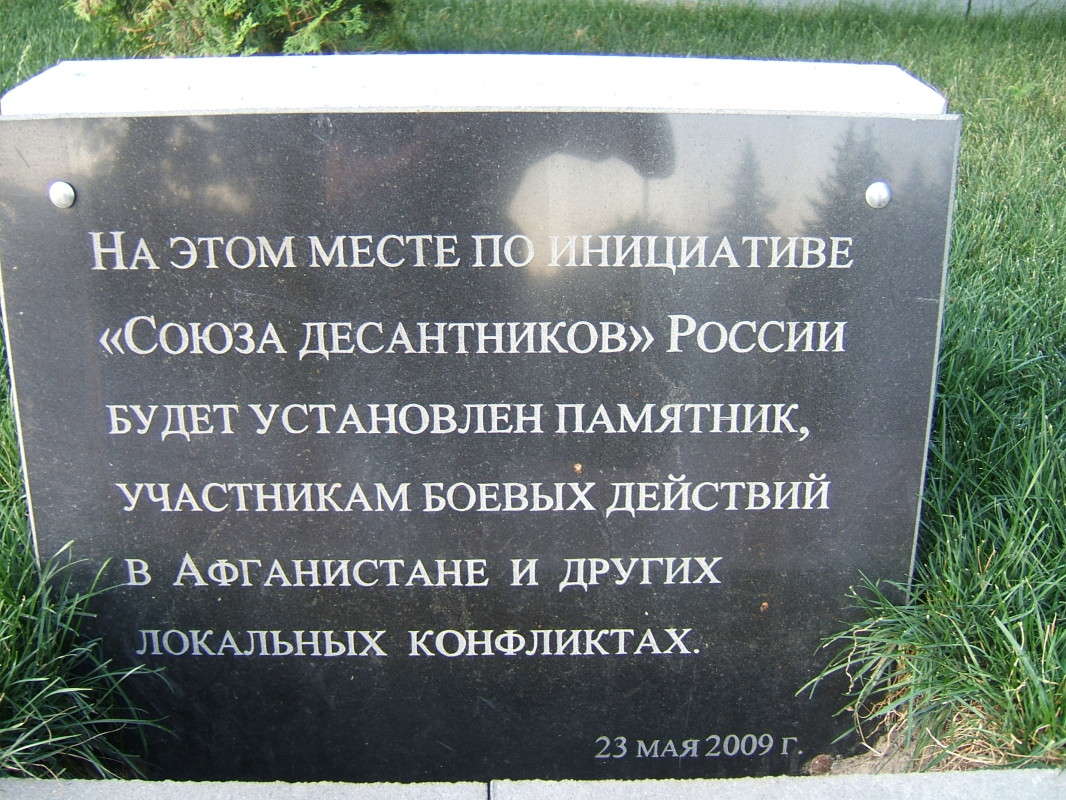 На этом месте по инициативе
«Союза десантников» России
будет установлен памятник,
участникам боевых действий
в Афганистане и других
локальных конфликтах.
23 мая 2009 г.